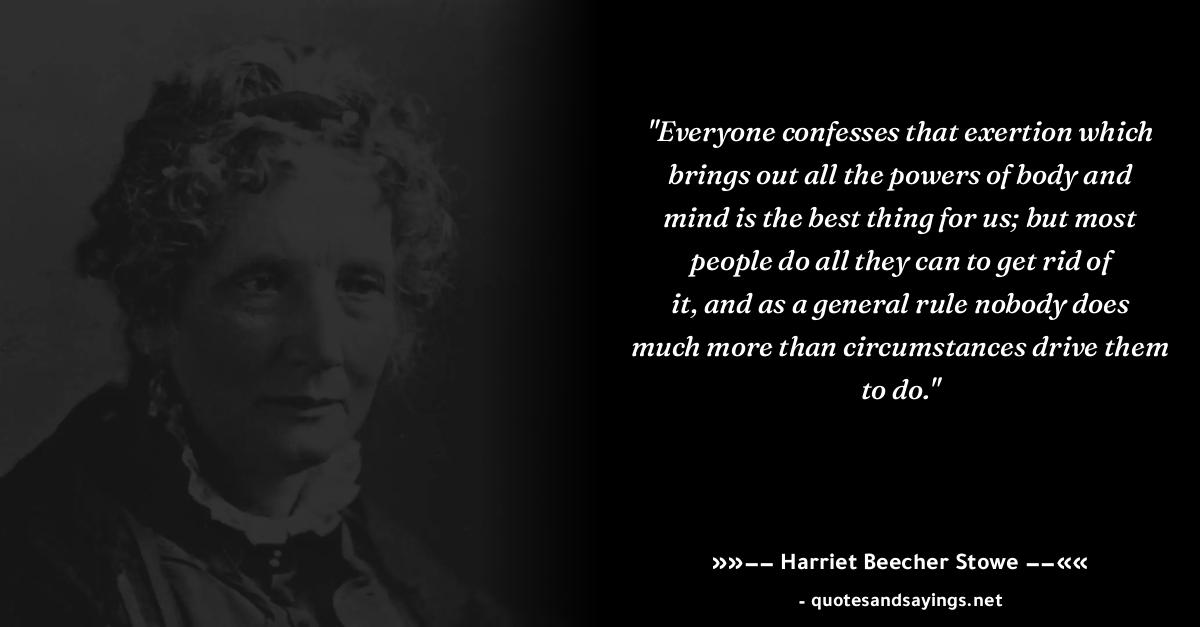 "Everyone confesses that exertion which
brings out all the powers of body and
mind is the best thing for us; but most
people do all they can to get rid of
it, and as a general rule nobody does
much more than circumstances drive them
to do."
»»−− Harriet Beecher Stowe −−««
- quotesandsayings.net